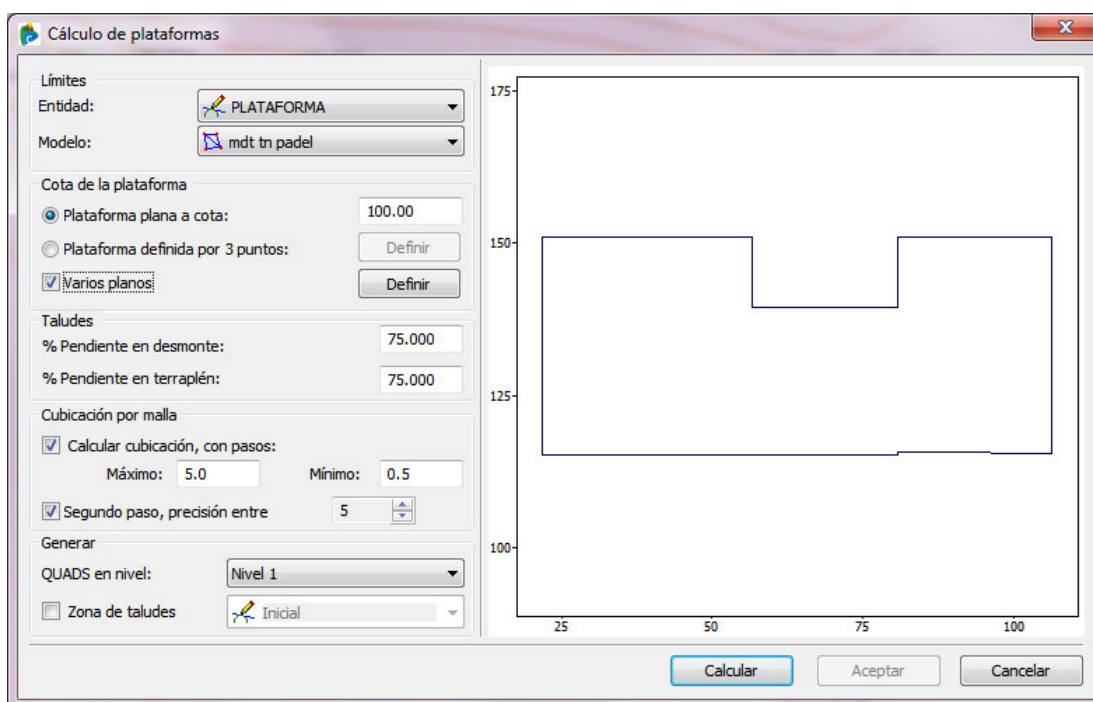 Cálculo de plataformas
Límites
Entidad: PLATAFORMA
Modelo: mdt tn padel
Cota de la plataforma
Plataforma plana a cota: 100.00
Plataforma definida por 3 puntos: Definir
Varios planos Definir
Taludes
% Pendiente en desmonte: 75.000
% Pendiente en terraplén: 75.000
Cubicación por malla
Calcular cubicación, con pasos:
Máximo: 5.0 Mínimo: 0.5
Segundo paso, precisión entre 5
Generar
QUADS en nivel: Nivel 1
Zona de taludes Inicial
175
150
125
100
25 50 75 100
Calcular Aceptar Cancelar